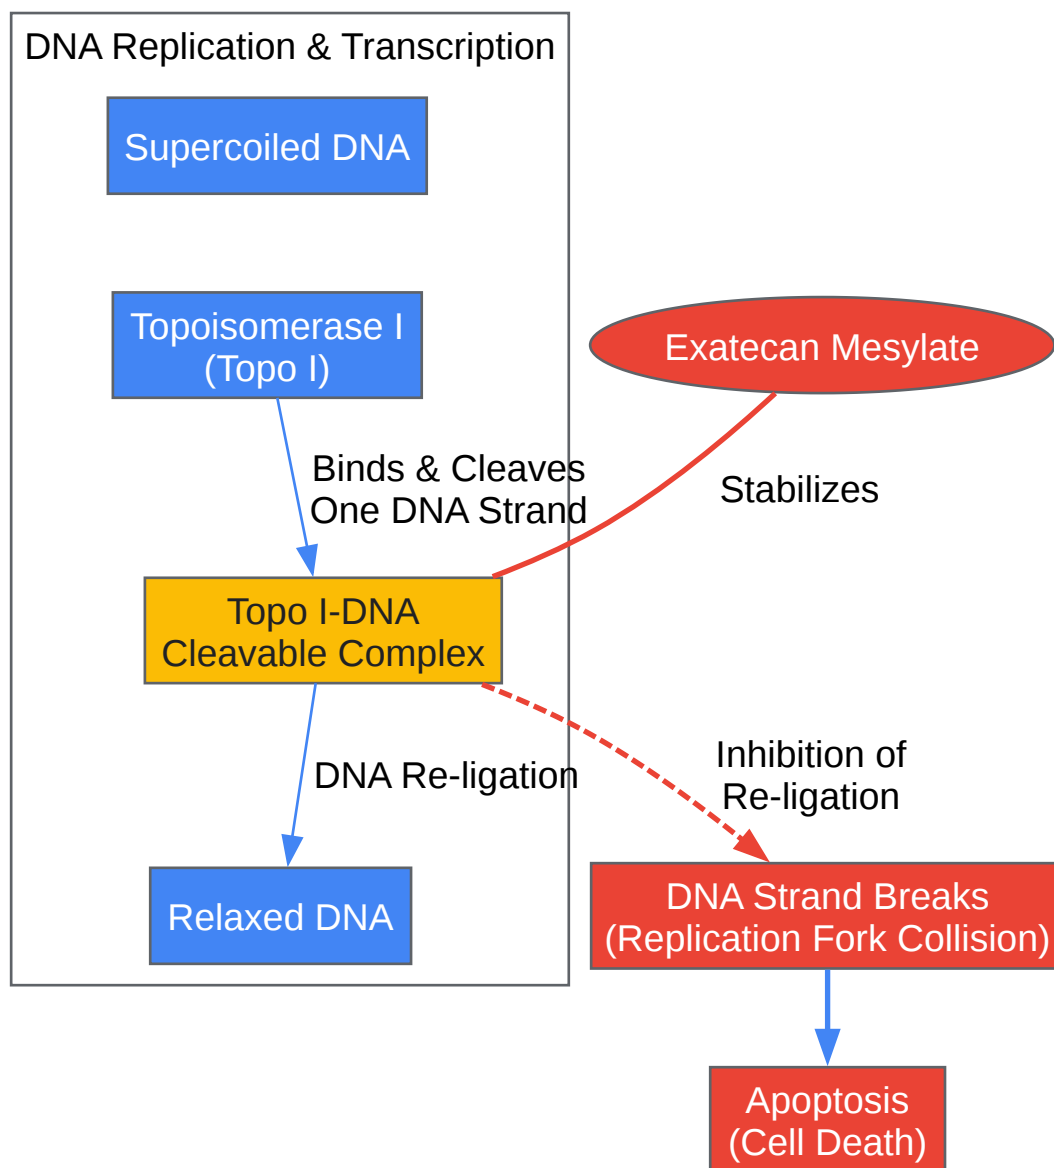 DNA Replication & Transcription
Supercoiled DNA
Topoisomerase I
(Topo I)
Exatecan Mesylate
Binds & Cleaves
One DNA Strand
Stabilizes
Topo I-DNA
Cleavable Complex
DNA Re-ligation
Inhibition of
Re-ligation
Relaxed DNA
DNA Strand Breaks
(Replication Fork Collision)
Apoptosis
(Cell Death)